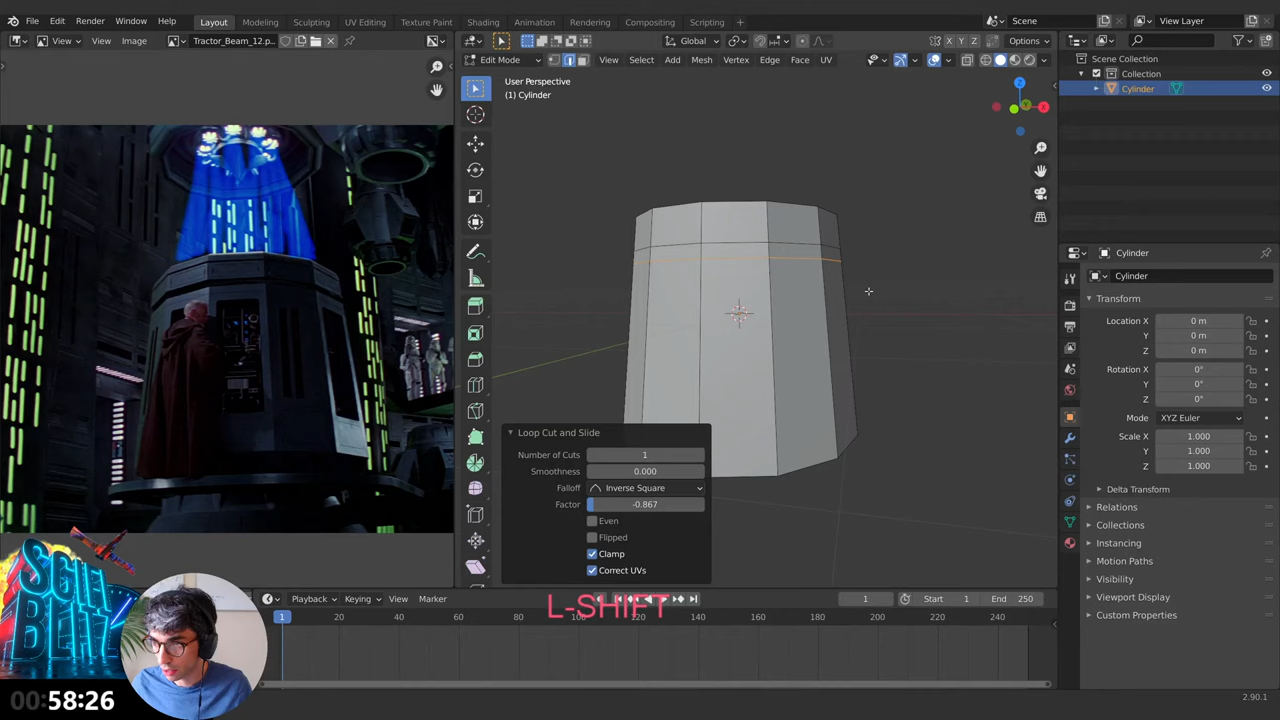 File Edit Render Window Help
Layout Modeling Sculpting UV Editing Texture Paint Shading Animation Rendering Compositing Scripting +
Scene
View Layer
View View Image
Tractor_Beam_12.p...
Global
Options
Edit Mode
View Select Add Mesh Vertex Edge Face UV
User Perspective
(1) Cylinder
Z
X
Y
X Y Z
Scene Collection
Collection
Cylinder
Cylinder
Cylinder
Transform
Location X 0 m
Y 0 m
Z 0 m
Rotation X 0°
Y 0°
Z 0°
Mode XYZ Euler
Scale X 1.000
Y 1.000
Z 1.000
Delta Transform
Relations
Collections
Instancing
Motion Paths
Visibility
Viewport Display
Custom Properties
Loop Cut and Slide
Number of Cuts 1
Smoothness 0.000
Falloff Inverse Square
Factor -0.867
Even
Flipped
Clamp
Correct UVs
L-SHIFT
Playback Keying View Marker
1 Start 1 End 250
1 20 40 60 80 100 120 140 160 180 200 220 240
SCIFI
BLITZ
00:58:26
2.90.1